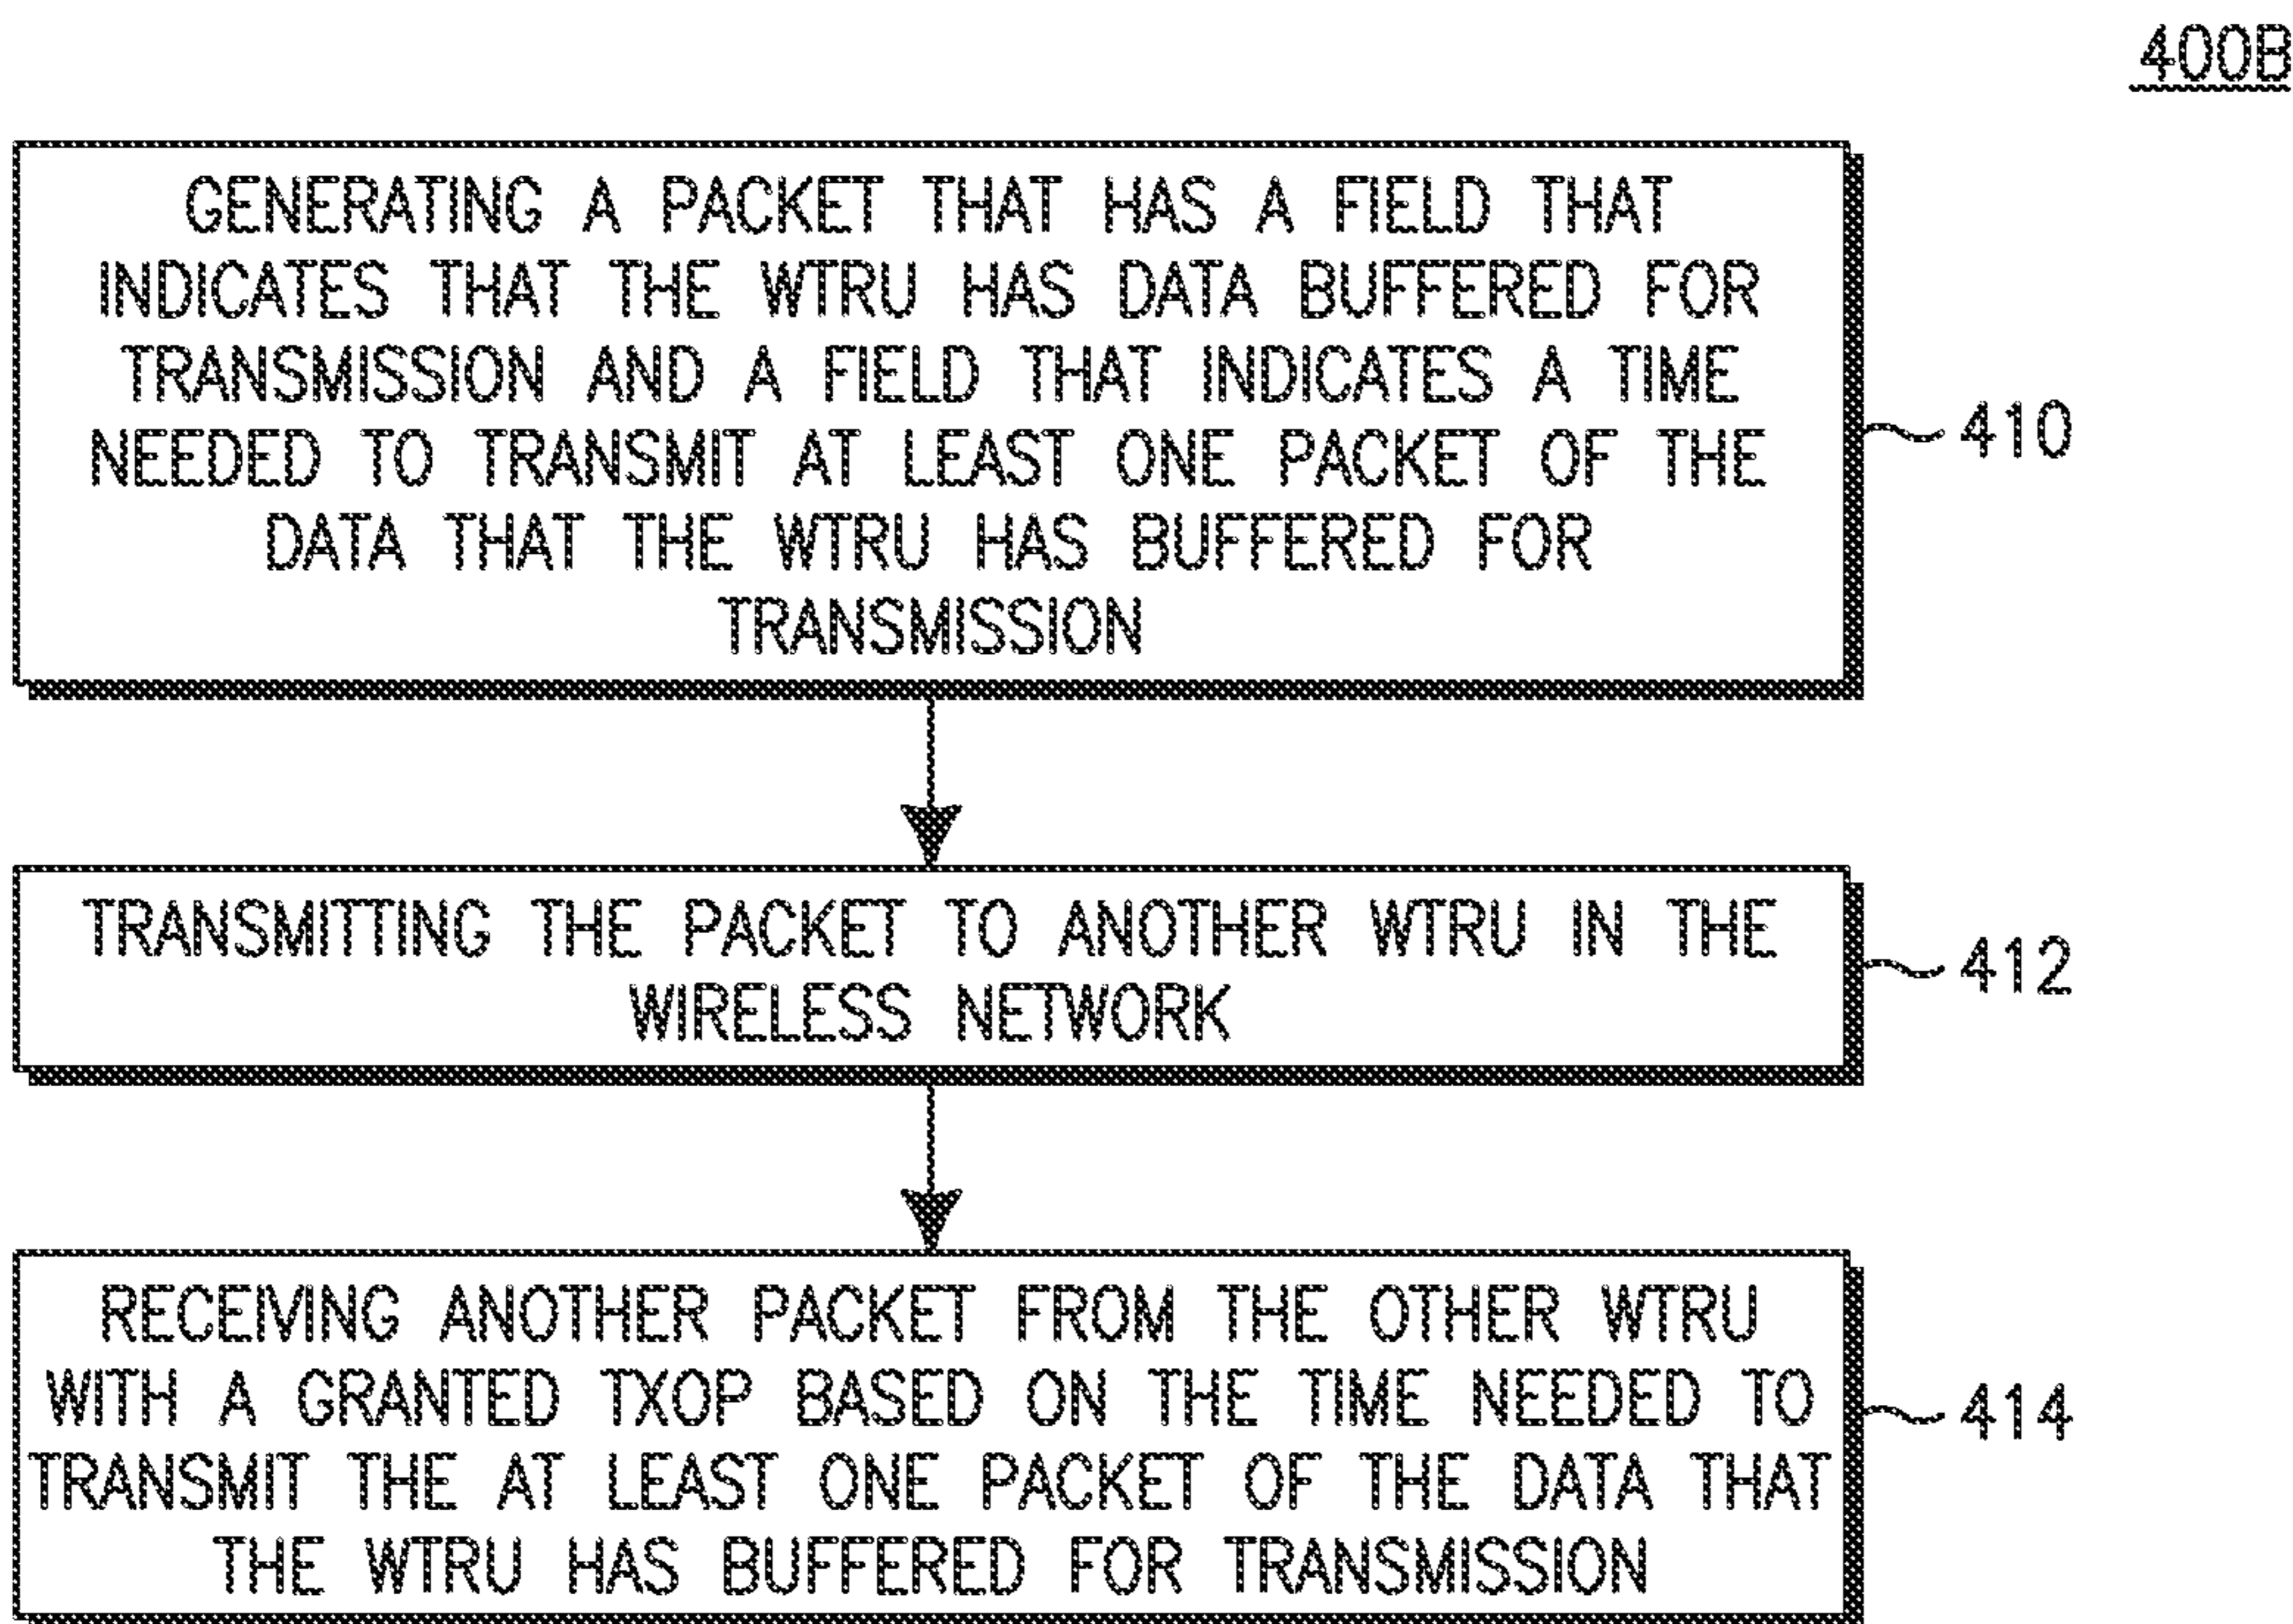 400B
GENERATING A PACKET THAT HAS A FIELD THAT
INDICATES THAT THE WTRU HAS DATA BUFFERED FOR
TRANSMISSION AND A FIELD THAT INDICATES A TIME
NEEDED TO TRANSMIT AT LEAST ONE PACKET OF THE
DATA THAT THE WTRU HAS BUFFERED FOR
TRANSMISSION
410
TRANSMITTING THE PACKET TO ANOTHER WTRU IN THE
WIRELESS NETWORK
412
RECEIVING ANOTHER PACKET FROM THE OTHER WTRU
WITH A GRANTED TXOP BASED ON THE TIME NEEDED TO
TRANSMIT THE AT LEAST ONE PACKET OF THE DATA THAT
THE WTRU HAS BUFFERED FOR TRANSMISSION
414